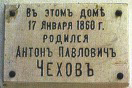 Въ этомъ домѣ
17 января 1860 г.
родился
Антонъ Павловичъ
Чеховъ